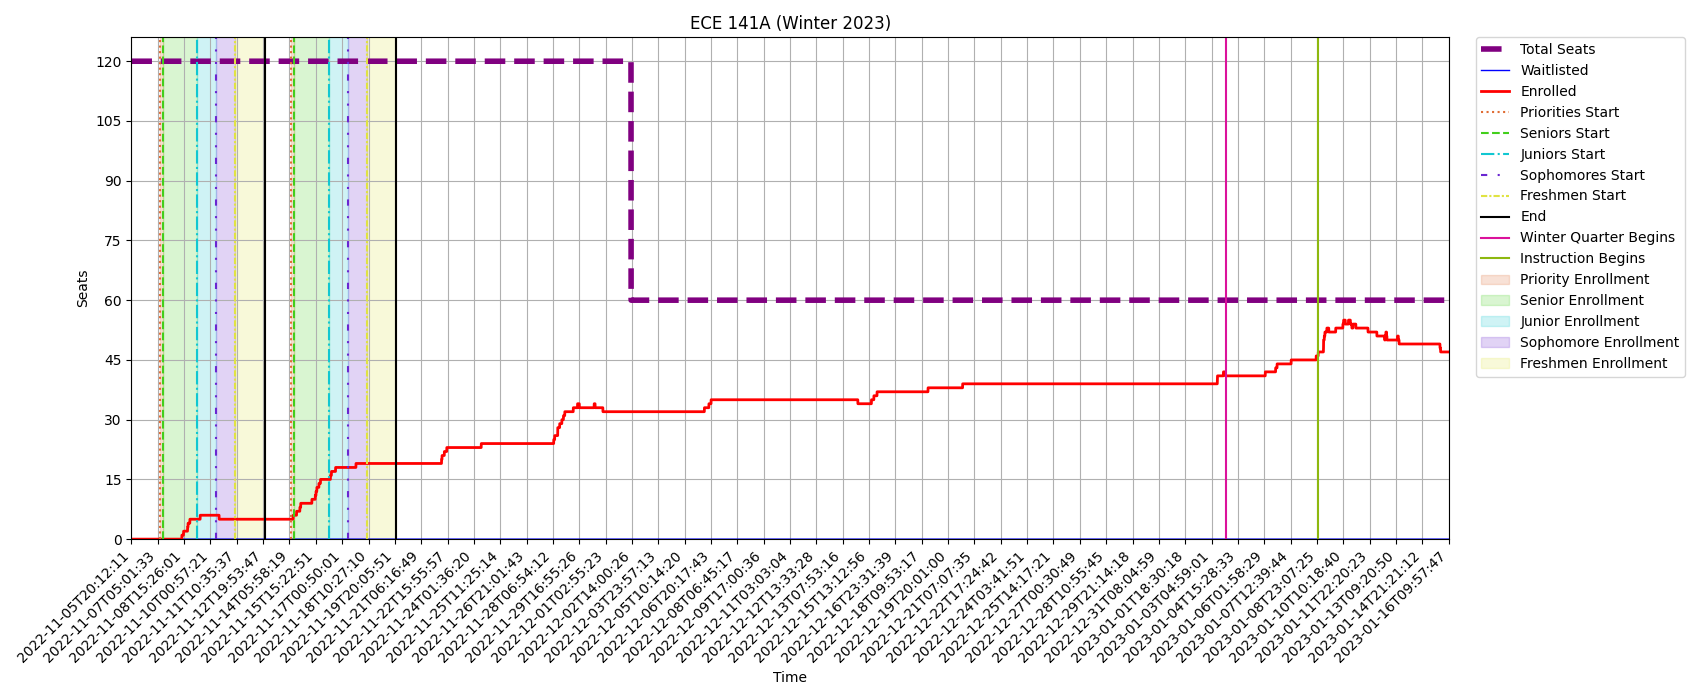 ECE 141A (Winter 2023)
Seats
120
105
90
75
60
45
30
15
0
2022-11-05T20:12:11
2022-11-07T05:01:33
2022-11-08T15:26:01
2022-11-10T00:57:21
2022-11-11T10:35:37
2022-11-12T19:53:47
2022-11-14T05:58:19
2022-11-15T15:22:51
2022-11-17T00:50:01
2022-11-18T10:27:10
2022-11-19T20:05:51
2022-11-21T06:16:49
2022-11-22T15:55:57
2022-11-24T01:36:20
2022-11-25T11:25:14
2022-11-26T21:01:43
2022-11-28T06:54:12
2022-11-29T16:55:26
2022-12-01T02:55:23
2022-12-02T14:00:26
2022-12-03T23:57:13
2022-12-05T10:14:20
2022-12-06T20:17:43
2022-12-08T06:45:17
2022-12-09T17:00:36
2022-12-11T03:03:04
2022-12-12T13:33:28
2022-12-13T07:53:16
2022-12-15T13:12:56
2022-12-16T23:31:39
2022-12-18T09:53:17
2022-12-19T20:01:00
2022-12-21T07:07:35
2022-12-22T17:24:42
2022-12-24T03:41:51
2022-12-25T14:17:21
2022-12-27T00:30:49
2022-12-28T10:55:45
2022-12-29T21:14:18
2022-12-31T08:04:59
2023-01-01T18:30:18
2023-01-03T04:59:01
2023-01-04T15:28:33
2023-01-06T01:58:29
2023-01-07T12:39:44
2023-01-08T23:07:25
2023-01-10T10:18:40
2023-01-11T22:20:23
2023-01-13T09:20:50
2023-01-14T21:21:12
2023-01-16T09:57:47
Time
Total Seats
Waitlisted
Enrolled
Priorities Start
Seniors Start
Juniors Start
Sophomores Start
Freshmen Start
End
Winter Quarter Begins
Instruction Begins
Priority Enrollment
Senior Enrollment
Junior Enrollment
Sophomore Enrollment
Freshmen Enrollment